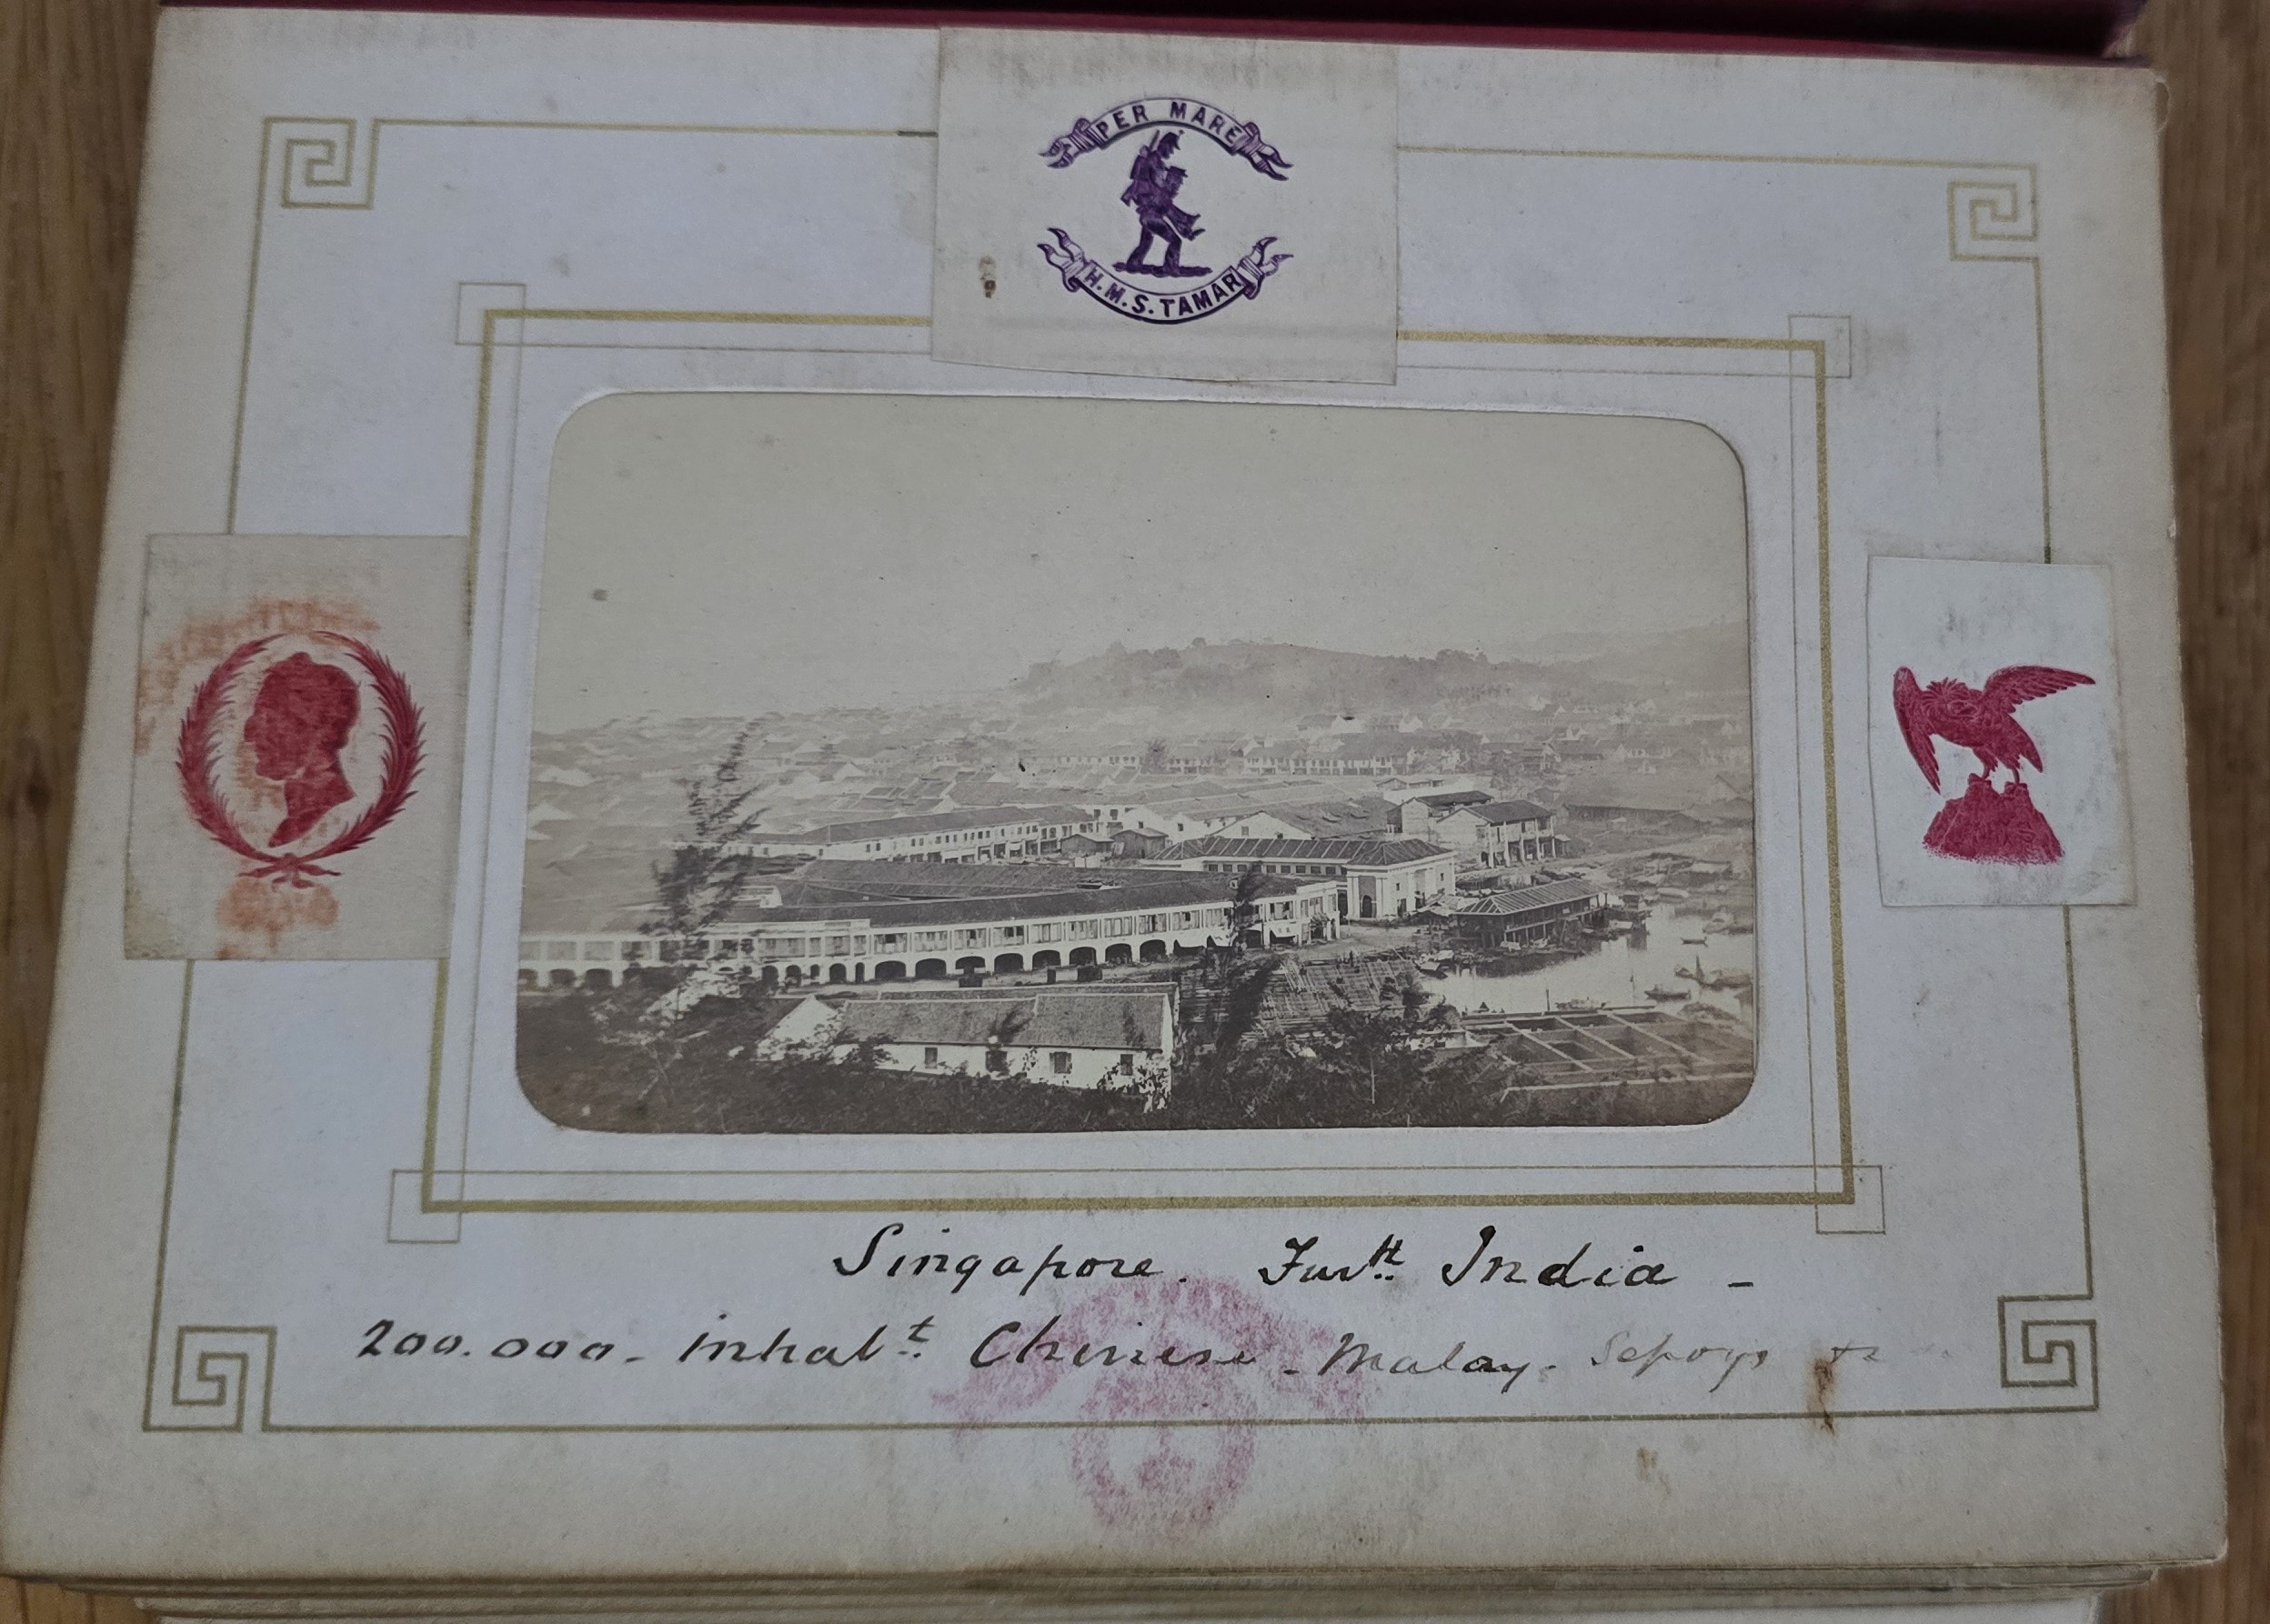 PER MARE
H.M.S. TAMAR
Singapore. Furth India -
200.000 - inhabt. Chinese - Malay. Sepoys